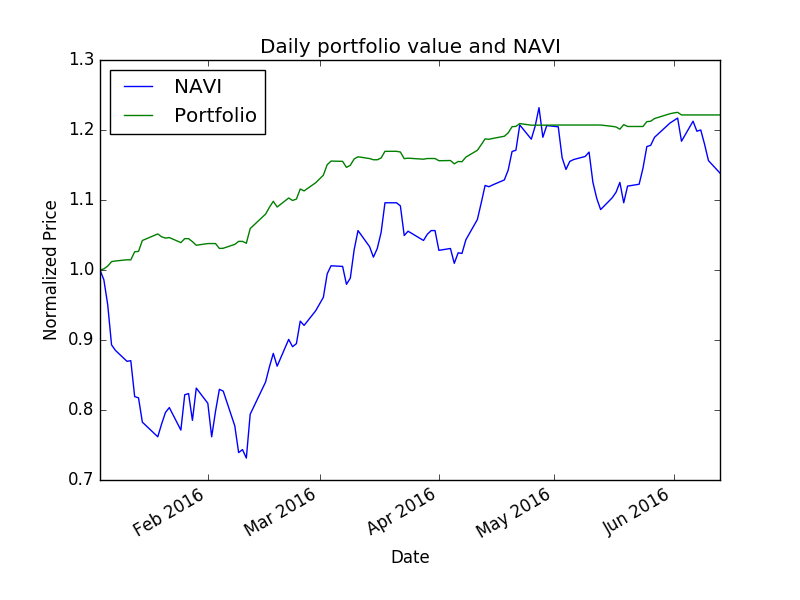 Daily portfolio value and NAVI
NAVI
Portfolio
1.3
1.2
1.1
1.0
0.9
0.8
0.7
Normalized Price
Feb 2016
Mar 2016
Apr 2016
May 2016
Jun 2016
Date